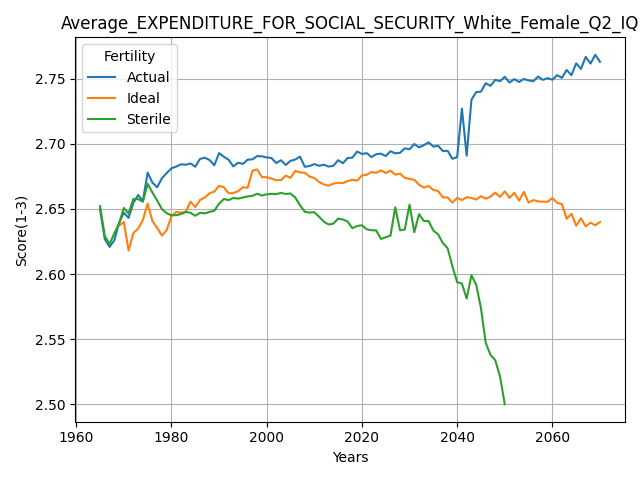 Average_EXPENDITURE_FOR_SOCIAL_SECURITY_White_Female_Q2_IQ
Fertility
Actual
Ideal
Sterile
Score(1-3)
2.75
2.70
2.65
2.60
2.55
2.50
1960
1980
2000
2020
2040
2060
Years